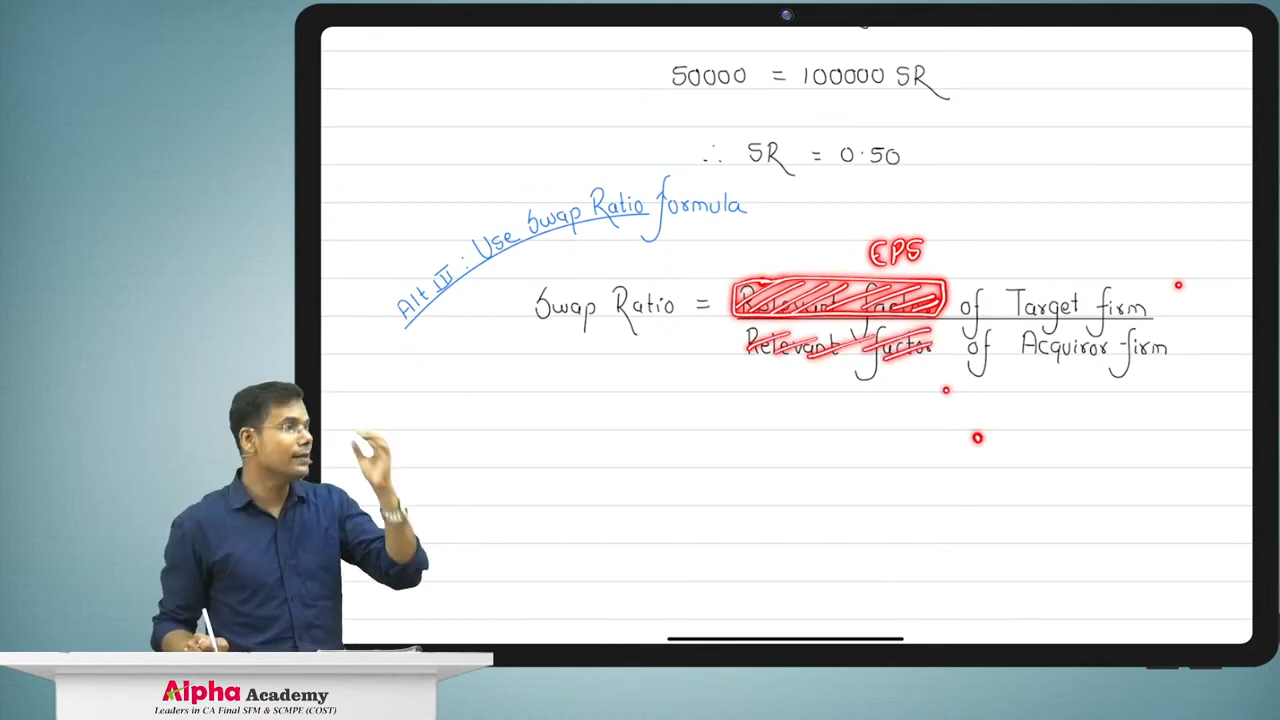 50000 = 100000 SR
∴ SR = 0.50
Alt III : Use Swap Ratio formula
EPS
Swap Ratio = Relevant factor of Target firm
Relevant factor of Acquiror firm
Alpha Academy
Leaders in CA Final SFM & SCMPE (COST)